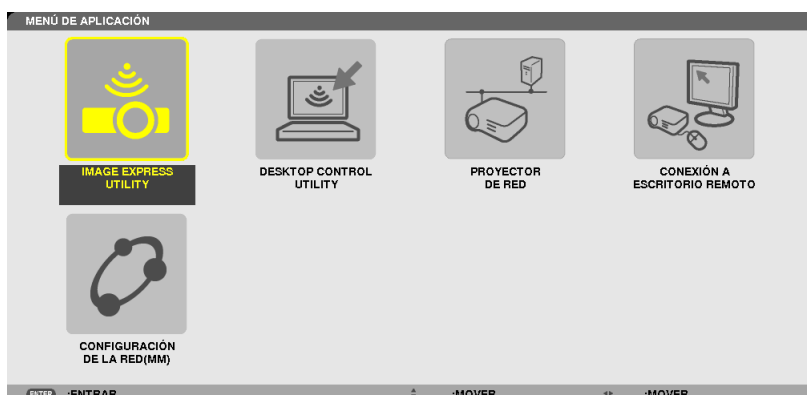 MENÚ DE APLICACIÓN
IMAGE EXPRESS
UTILITY
DESKTOP CONTROL
UTILITY
PROYECTOR
DE RED
CONEXIÓN A
ESCRITORIO REMOTO
CONFIGURACIÓN
DE LA RED(MM)
ENTER :ENTRAR :MOVER :MOVER